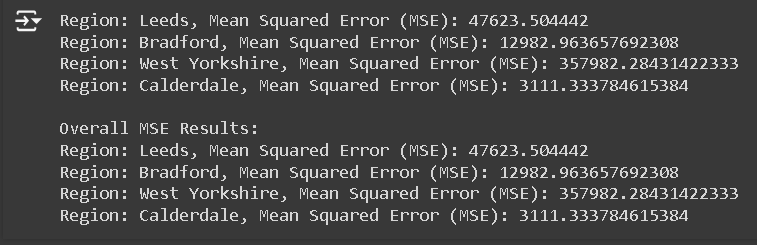 Region: Leeds, Mean Squared Error (MSE): 47623.504442
Region: Bradford, Mean Squared Error (MSE): 12982.963657692308
Region: West Yorkshire, Mean Squared Error (MSE): 357982.28431422333
Region: Calderdale, Mean Squared Error (MSE): 3111.333784615384
Overall MSE Results:
Region: Leeds, Mean Squared Error (MSE): 47623.504442
Region: Bradford, Mean Squared Error (MSE): 12982.963657692308
Region: West Yorkshire, Mean Squared Error (MSE): 357982.28431422333
Region: Calderdale, Mean Squared Error (MSE): 3111.333784615384